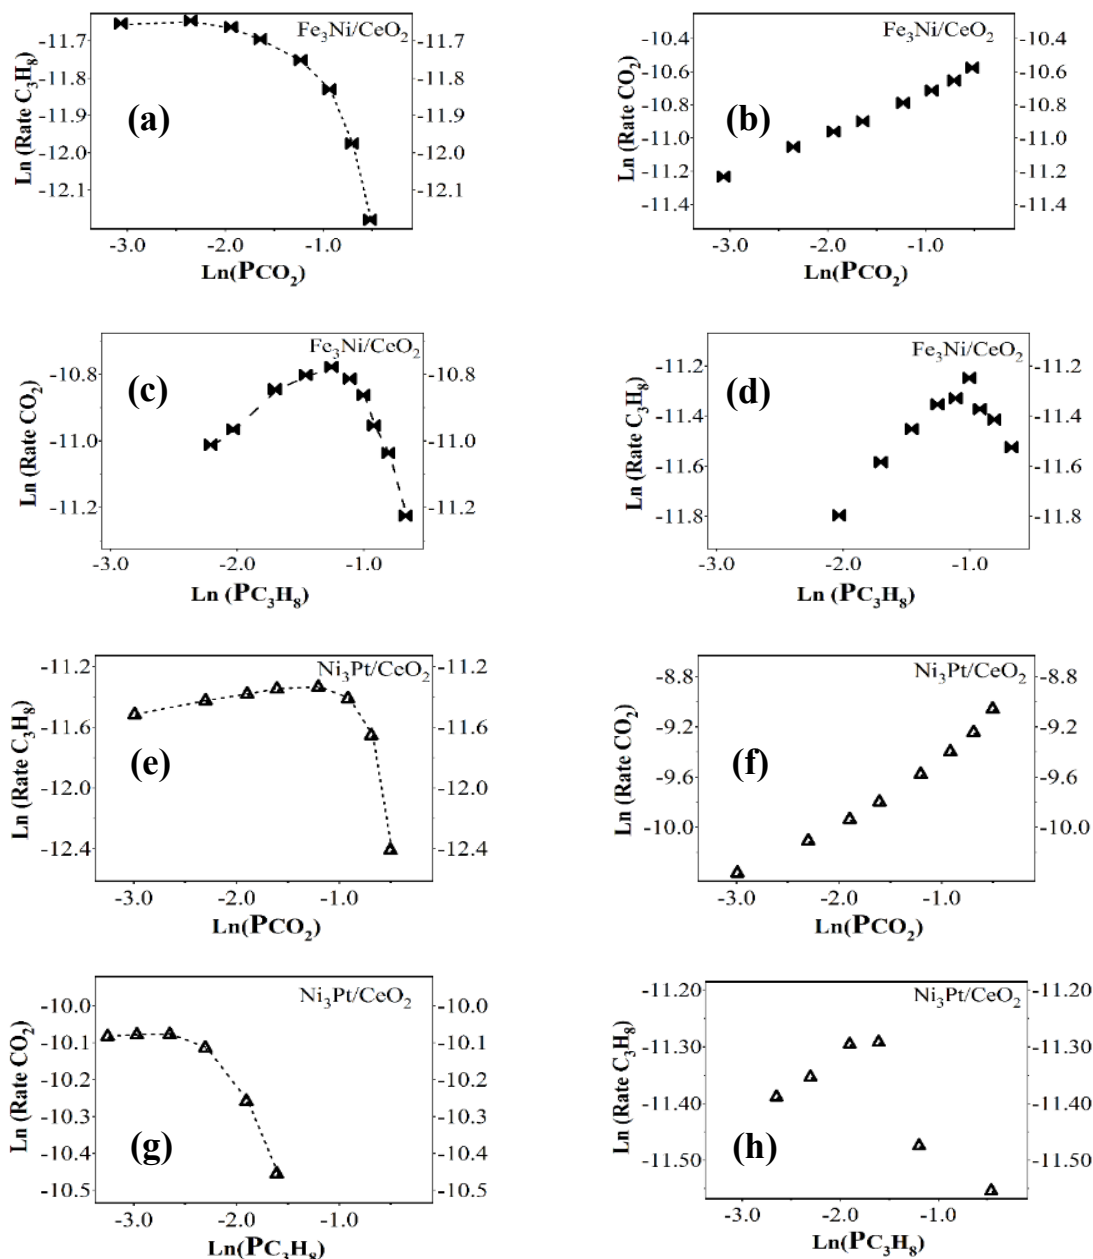 Fe₃Ni/CeO₂
(a)
Ln (Rate C₃H₈)
-11.7 -11.8 -11.9 -12.0 -12.1
-11.7 -11.8 -11.9 -12.0 -12.1
-3.0 -2.0 -1.0
Ln(PCO₂)
Fe₃Ni/CeO₂
(b)
Ln (Rate CO₂)
-10.4 -10.6 -10.8 -11.0 -11.2 -11.4
-10.4 -10.6 -10.8 -11.0 -11.2 -11.4
-3.0 -2.0 -1.0
Ln(PCO₂)
Fe₃Ni/CeO₂
(c)
Ln (Rate CO₂)
-10.8 -11.0 -11.2
-10.8 -11.0 -11.2
-3.0 -2.0 -1.0
Ln (PC₃H₈)
Fe₃Ni/CeO₂
(d)
Ln (Rate C₃H₈)
-11.2 -11.4 -11.6 -11.8
-11.2 -11.4 -11.6 -11.8
-3.0 -2.0 -1.0
Ln (PC₃H₈)
Ni₃Pt/CeO₂
(e)
Ln (Rate C₃H₈)
-11.2 -11.6 -12.0 -12.4
-11.2 -11.6 -12.0 -12.4
-3.0 -2.0 -1.0
Ln(PCO₂)
Ni₃Pt/CeO₂
(f)
Ln (Rate CO₂)
-8.8 -9.2 -9.6 -10.0
-8.8 -9.2 -9.6 -10.0
-3.0 -2.0 -1.0
Ln(PCO₂)
Ni₃Pt/CeO₂
(g)
Ln (Rate CO₂)
-10.0 -10.1 -10.2 -10.3 -10.4 -10.5
-10.0 -10.1 -10.2 -10.3 -10.4 -10.5
-3.0 -2.0 -1.0
Ln(PC₃H₈)
Ni₃Pt/CeO₂
(h)
Ln (Rate C₃H₈)
-11.20 -11.30 -11.40 -11.50
-11.20 -11.30 -11.40 -11.50
-3.0 -2.0 -1.0
Ln(PC₃H₈)